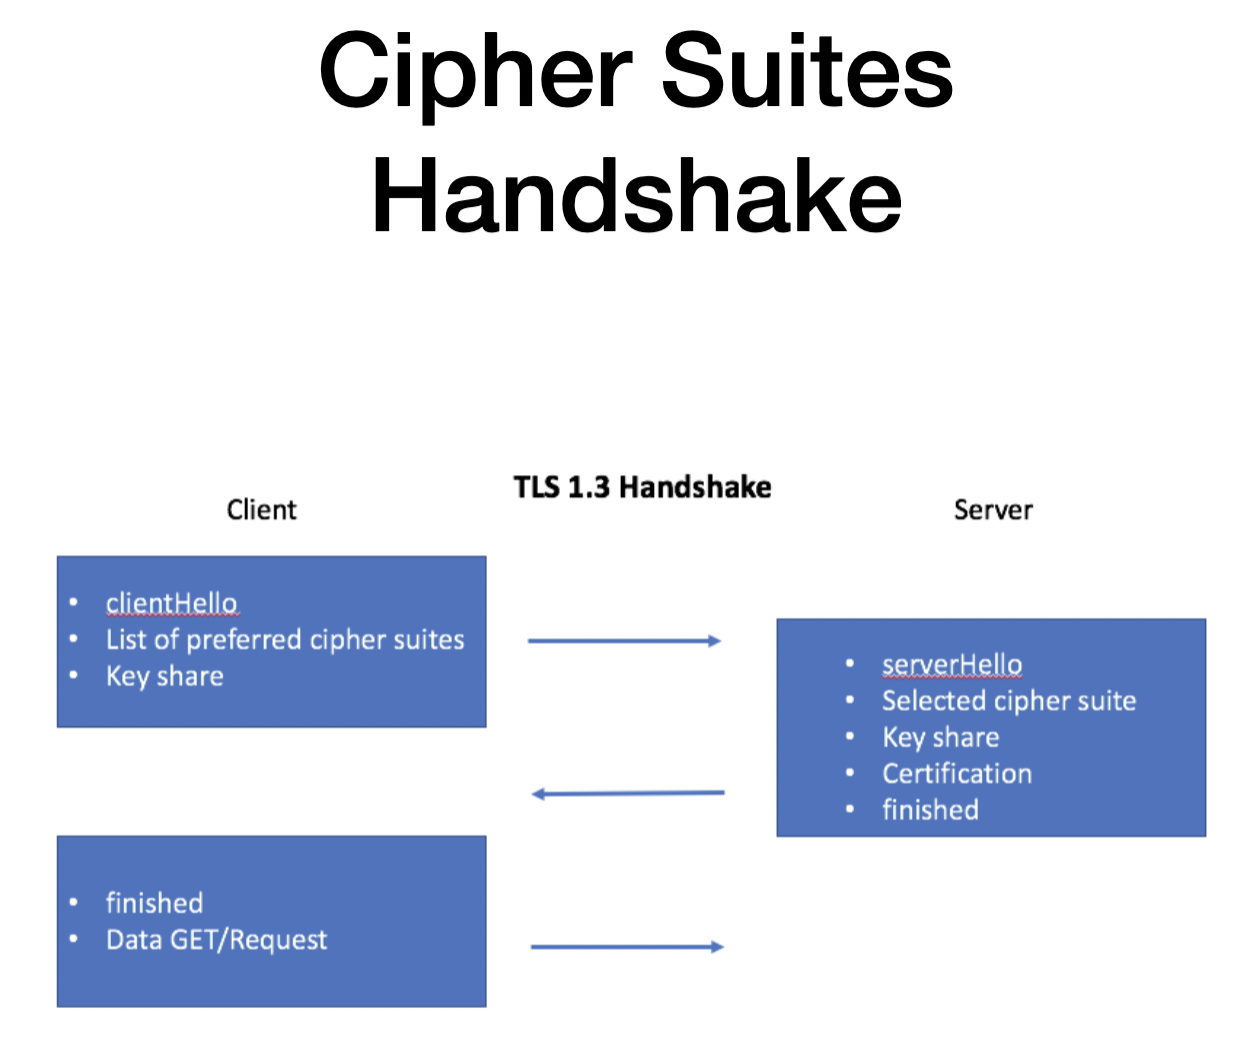 Cipher Suites
Handshake
TLS 1.3 Handshake
Client
Server
• clientHello
• List of preferred cipher suites
• Key share
• serverHello
• Selected cipher suite
• Key share
• Certification
• finished
• finished
• Data GET/Request